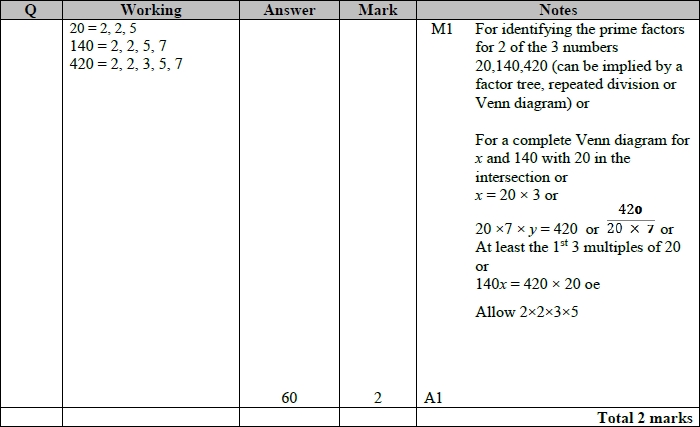 Q Working Answer Mark Notes
20 = 2, 2, 5
140 = 2, 2, 5, 7
420 = 2, 2, 3, 5, 7
M1 For identifying the prime factors
for 2 of the 3 numbers
20,140,420 (can be implied by a
factor tree, repeated division or
Venn diagram) or
For a complete Venn diagram for
x and 140 with 20 in the
intersection or
x = 20 × 3 or
20 ×7 × y = 420 or 420 / 20 × 7 or
At least the 1st 3 multiples of 20
or
140x = 420 × 20 oe
Allow 2×2×3×5
60 2 A1
Total 2 marks